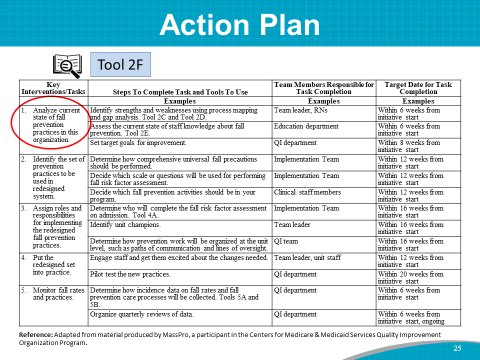 Action Plan
Tool 2F
Key
Interventions/Tasks
Steps To Complete Task and Tools To Use
Team Members Responsible for
Task Completion
Target Date for Task
Completion
Examples
Examples
Examples
1. Analyze current
state of fall
prevention
practices in this
organization.
Identify strengths and weaknesses using process mapping
and gap analysis. Tool 2C and Tool 2D.
Team leader, RNs
Within 6 weeks from
initiative start
Assess the current state of staff knowledge about fall
prevention. Tool 2E.
Education department
Within 6 weeks from
initiative start
Set target goals for improvement.
QI department
Within 8 weeks from
initiative start
2. Identify the set of
prevention
practices to be
used in
redesigned
system.
Determine how comprehensive universal fall precautions
should be performed.
Implementation Team
Within 12 weeks from
initiative start
Decide which scale or questions will be used for performing
fall risk factor assessment.
Implementation Team
Within 12 weeks from
initiative start
Decide which fall prevention activities should be in your
program.
Clinical staff members
Within 12 weeks from
initiative start
3. Assign roles and
responsibilities
for implementing
the redesigned
fall prevention
practices.
Determine who will complete the fall risk factor assessment
on admission. Tool 4A.
Implementation Team
Within 16 weeks from
initiative start
Identify unit champions.
Team leader
Within 16 weeks from
initiative start
Determine how prevention work will be organized at the unit
level, such as paths of communication and lines of oversight.
QI team
Within 16 weeks from
initiative start
4. Put the
redesigned set
into practice.
Engage staff and get them excited about the changes needed.
Team leader, unit staff
Within 12 weeks from
initiative start
Pilot test the new practices.
QI department
Within 20 weeks from
initiative start
5. Monitor fall rates
and practices.
Determine how incidence data on fall rates and fall
prevention care processes will be collected. Tools 5A and
5B.
QI department
Within 6 weeks from
initiative start
Organize quarterly reviews of data.
QI department
Within 6 weeks from
initiative start, ongoing
Reference: Adapted from material produced by MassPro, a participant in the Centers for Medicare & Medicaid Services Quality Improvement
Organization Program.
25